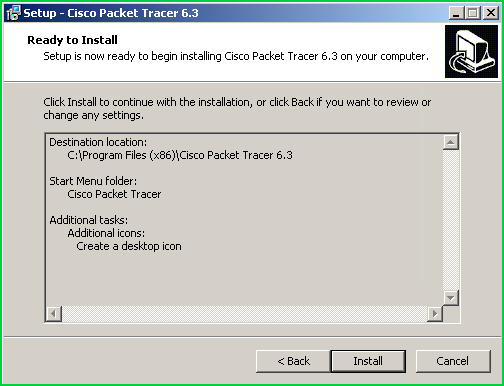 Setup - Cisco Packet Tracer 6.3
Ready to Install
Setup is now ready to begin installing Cisco Packet Tracer 6.3 on your computer.
Click Install to continue with the installation, or click Back if you want to review or
change any settings.
Destination location:
C:\Program Files (x86)\Cisco Packet Tracer 6.3
Start Menu folder:
Cisco Packet Tracer
Additional tasks:
Additional icons:
Create a desktop icon
< Back
Install
Cancel